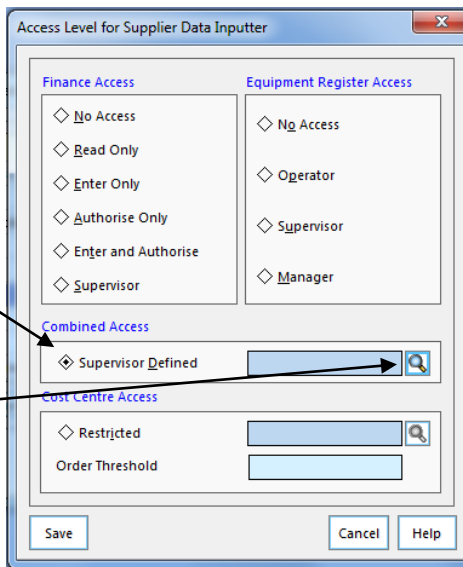 Access Level for Supplier Data Inputter
Finance Access
No Access
Read Only
Enter Only
Authorise Only
Enter and Authorise
Supervisor
Equipment Register Access
No Access
Operator
Supervisor
Manager
Combined Access
Supervisor Defined
Cost Centre Access
Restricted
Order Threshold
Save
Cancel
Help